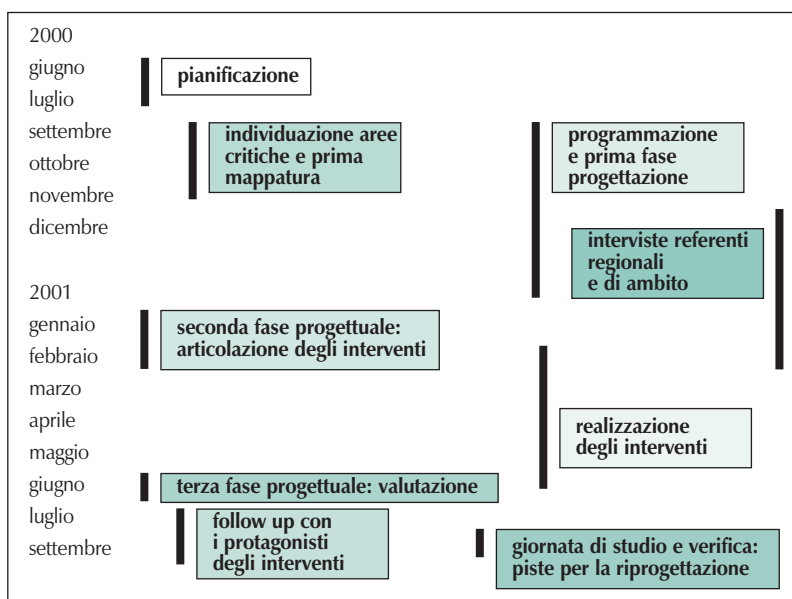 2000
giugno
pianificazione
luglio
settembre
ottobre
novembre
dicembre
individuazione aree
critiche e prima
mappatura
programmazione
e prima fase
progettazione
interviste referenti
regionali
e di ambito
2001
gennaio
febbraio
marzo
aprile
maggio
giugno
luglio
settembre
seconda fase progettuale:
articolazione degli interventi
realizzazione
degli interventi
terza fase progettuale: valutazione
follow up con
i protagonisti
degli interventi
giornata di studio e verifica:
piste per la riprogettazione